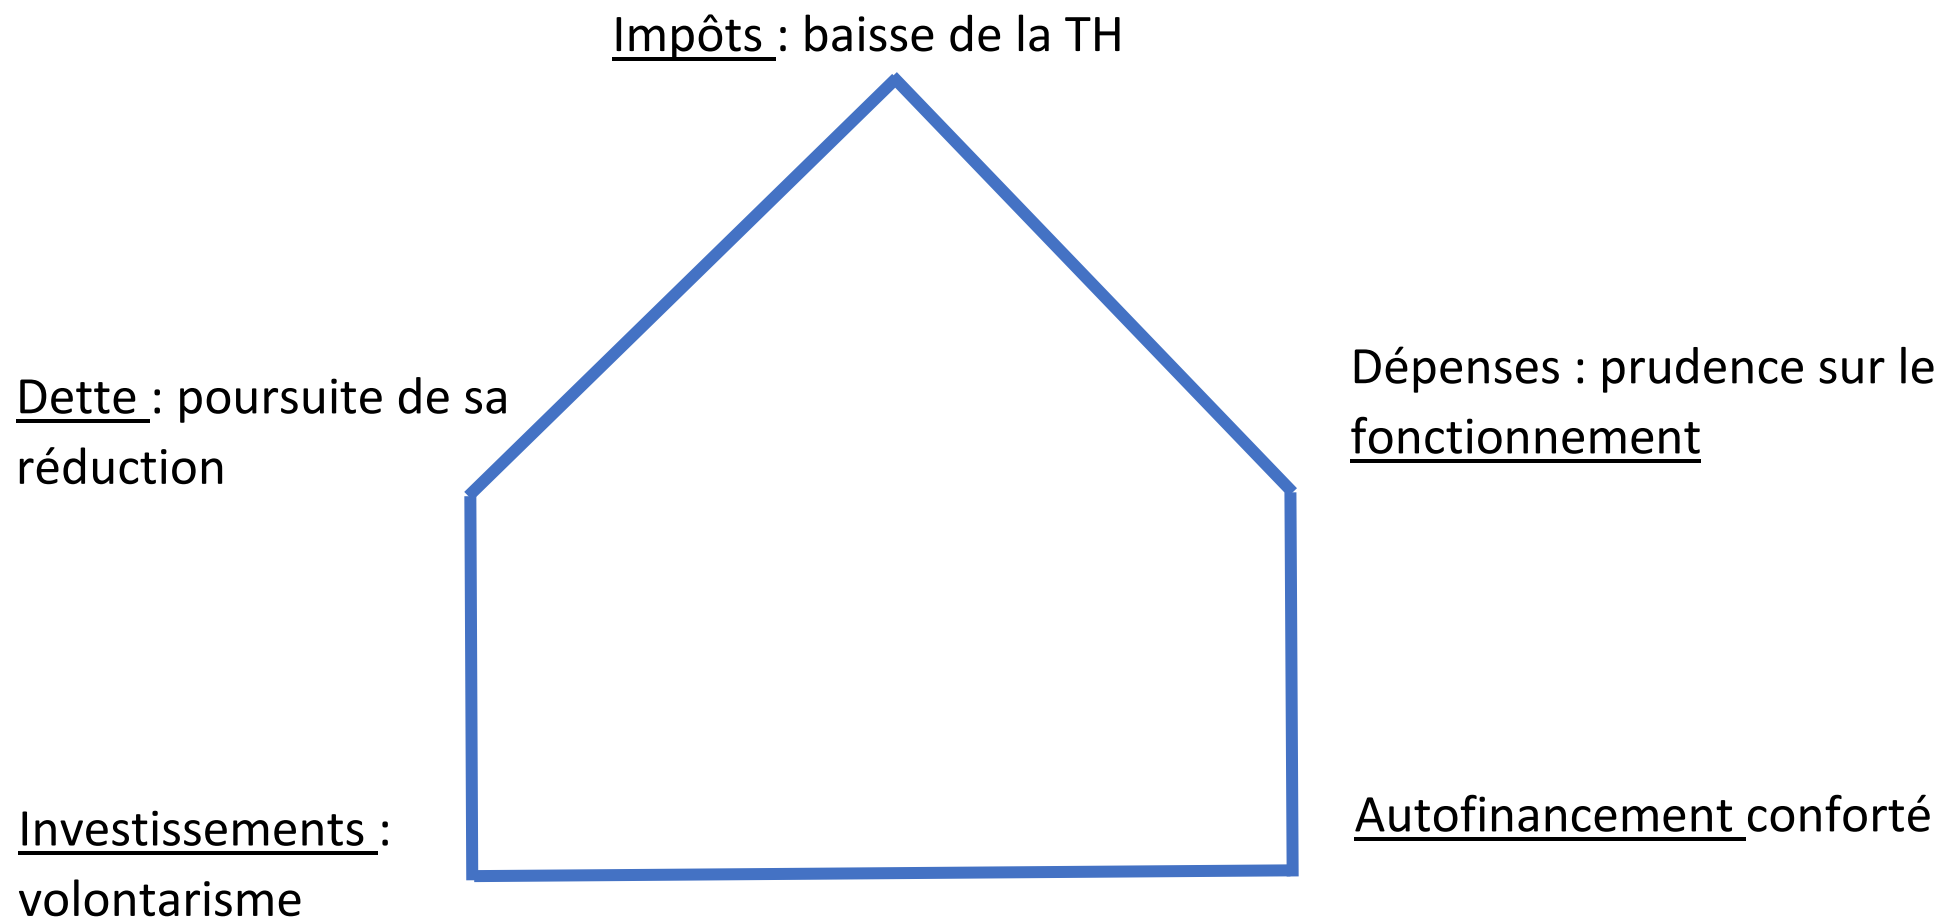 Impôts : baisse de la TH
Dette : poursuite de sa
réduction
Dépenses : prudence sur le
fonctionnement
Investissements :
volontarisme
Autofinancement conforté